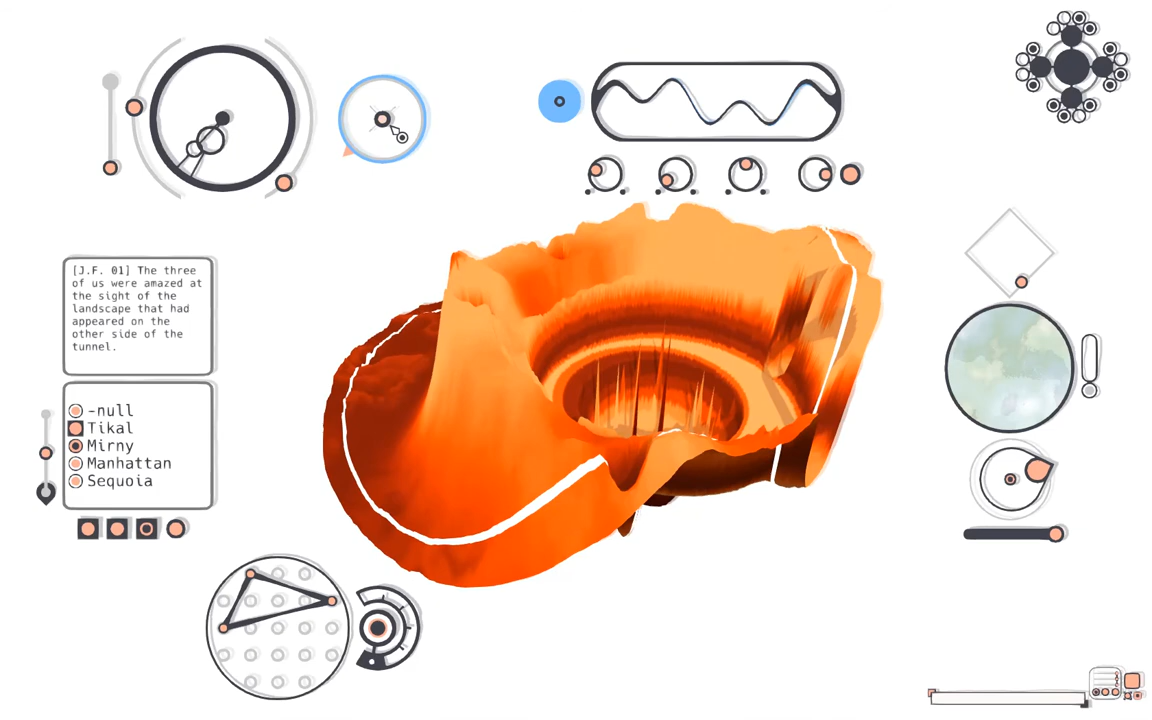 [J.F. 01] The three
of us were amazed at
the sight of the
landscape that had
appeared on the
other side of the
tunnel.
-null
Tikal
Mirny
Manhattan
Sequoia